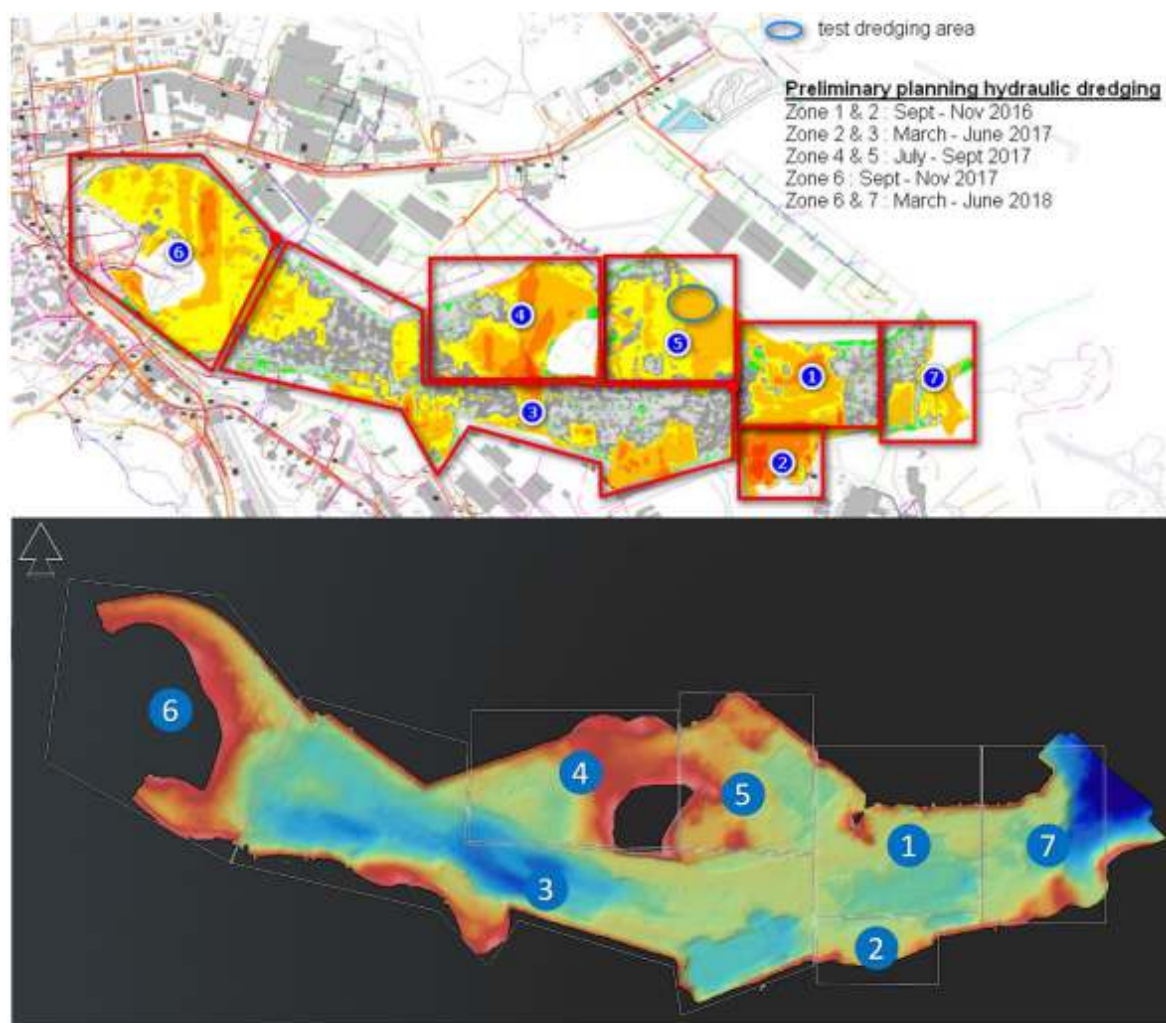 test dredging area
Preliminary planning hydraulic dredging
Zone 1 & 2 : Sept - Nov 2016
Zone 2 & 3 : March - June 2017
Zone 4 & 5 : July - Sept 2017
Zone 6 : Sept - Nov 2017
Zone 6 & 7 : March - June 2018
6
4
5
1
7
3
2
6
4
5
1
7
3
2